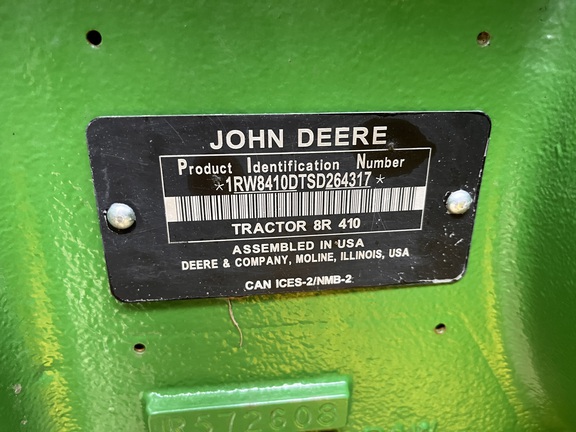 JOHN DEERE
Product Identification Number
*1RW8410DTSD264317*
TRACTOR 8R 410
ASSEMBLED IN USA
DEERE & COMPANY, MOLINE, ILLINOIS, USA
CAN ICES-2/NMB-2
R572608